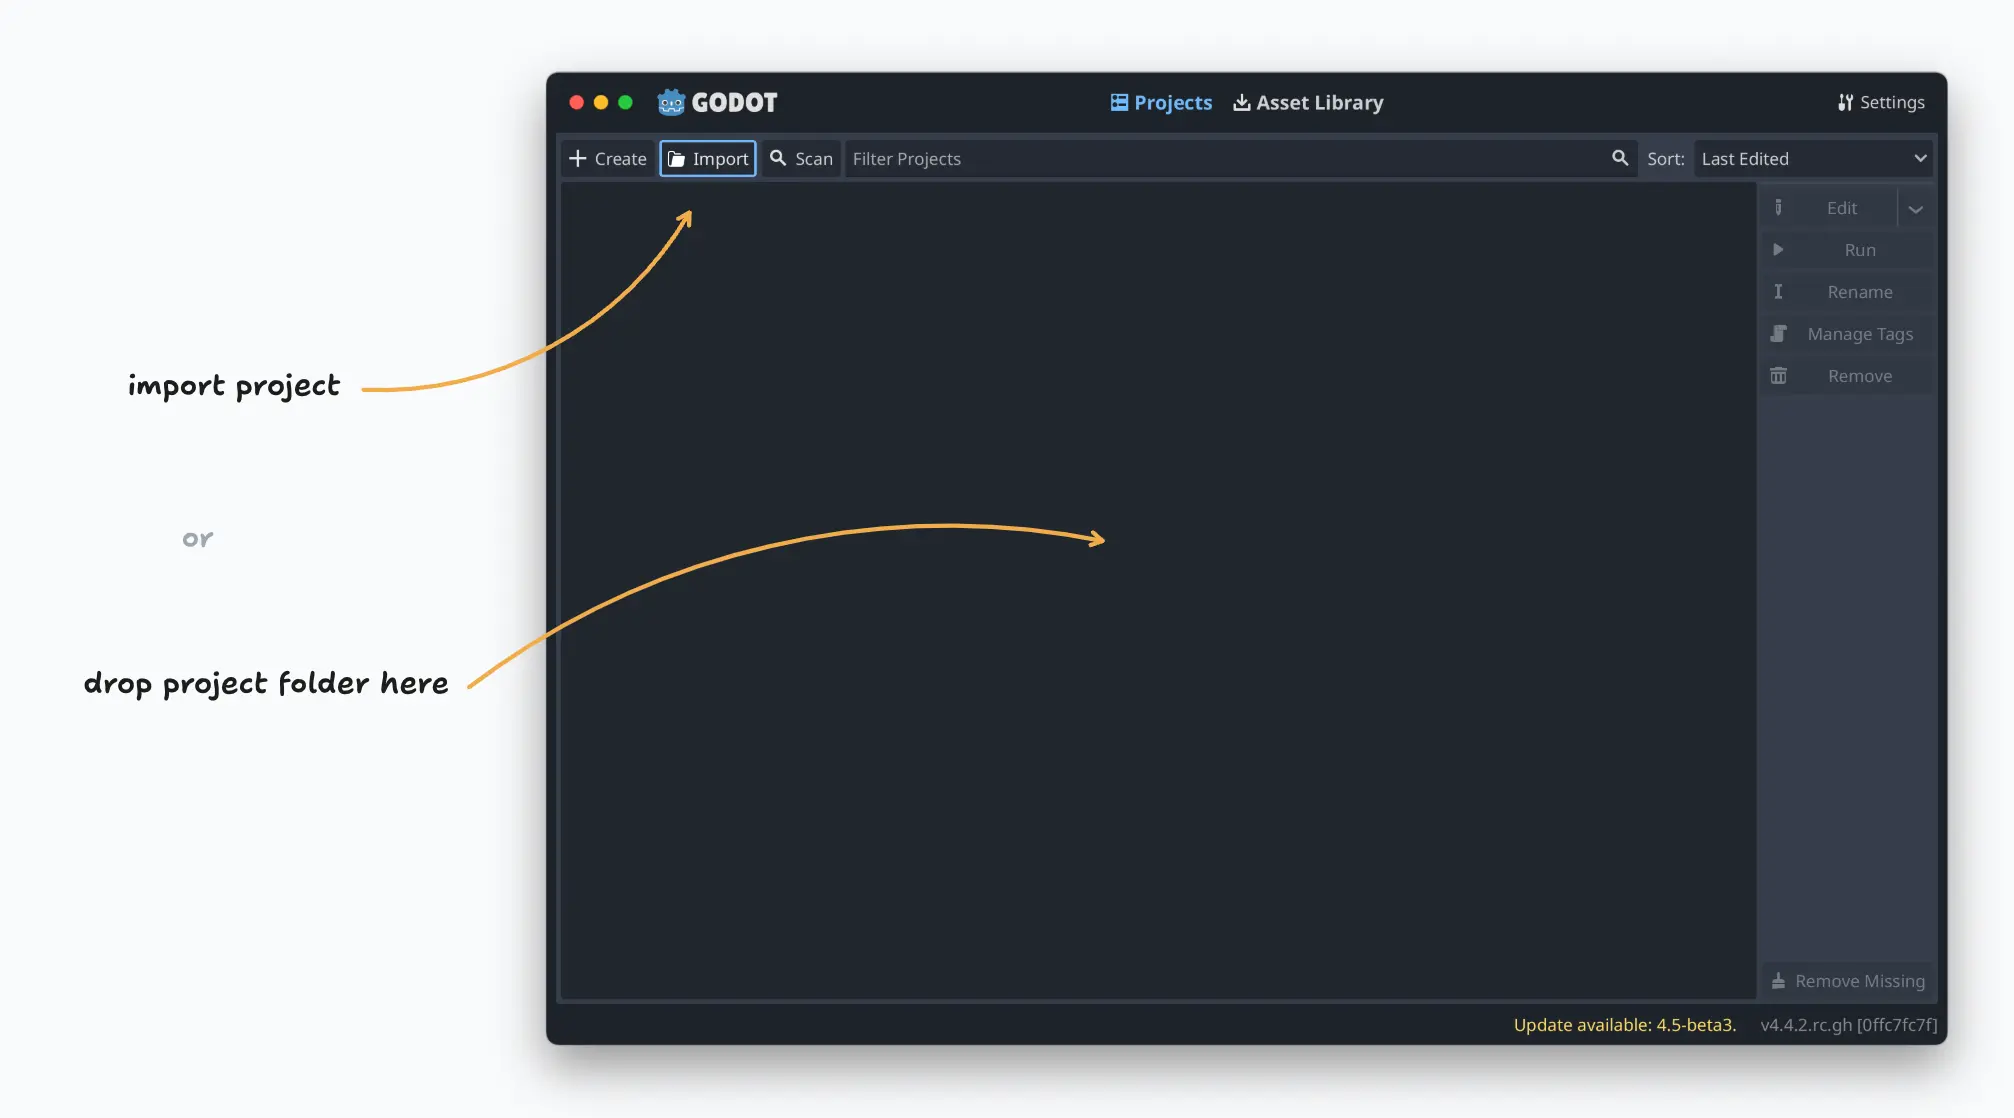 GODOT
Projects
Asset Library
Settings
Create
Import
Scan
Filter Projects
Sort:
Last Edited
Edit
Run
Rename
Manage Tags
Remove
import project
or
drop project folder here
Remove Missing
Update available: 4.5-beta3.
v4.4.2.rc.gh [0ffc7fc7f]